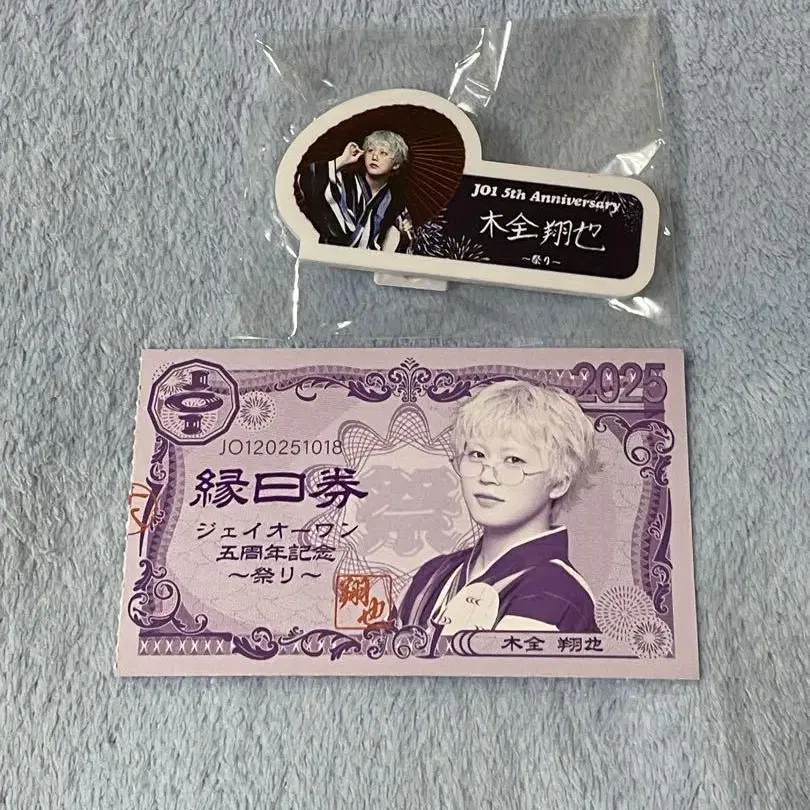 JO1 5th Anniversary
木全翔也
～祭り～
2025
JO120251018
縁日券
祭
ジェイオーワン
五周年記念
～祭り～
翔也
XXXXXXX
木全 翔也